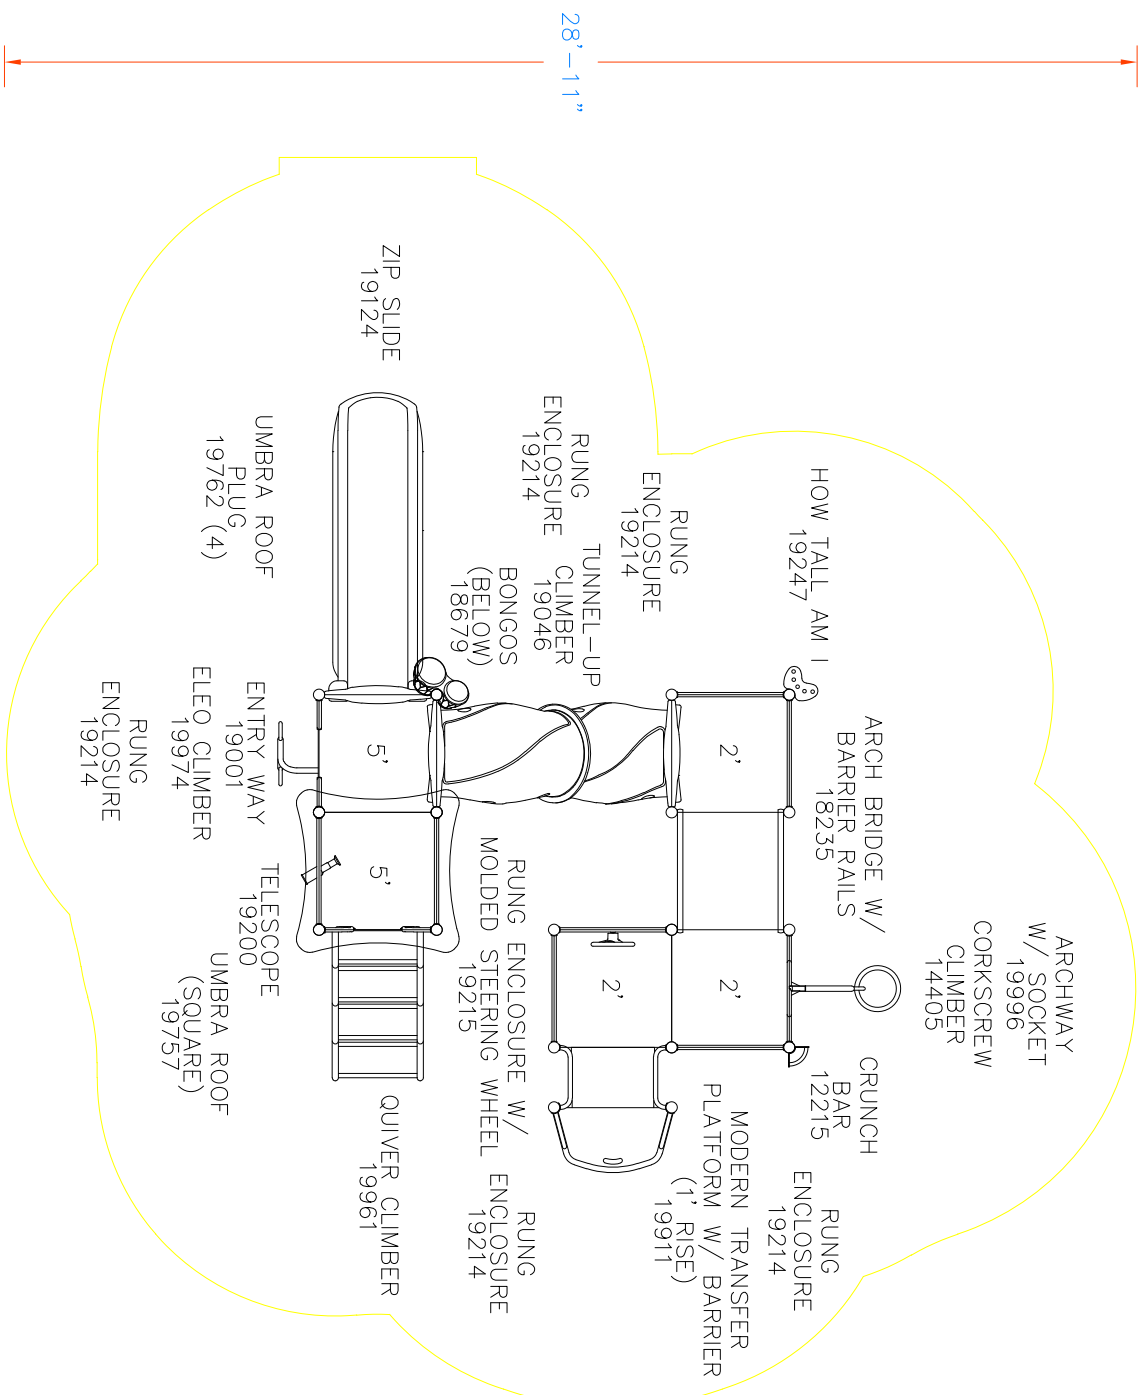 28'-11"
ARCHWAY
W/ SOCKET
19996
CORKSCREW
CLIMBER
14405
HOW TALL AM I
19247
ARCH BRIDGE W/
BARRIER RAILS
18235
CRUNCH
BAR
12215
RUNG
ENCLOSURE
19214
RUNG
ENCLOSURE
19214
MODERN TRANSFER
PLATFORM W/ BARRIER
(1' RISE)
19911
RUNG
ENCLOSURE
19214
TUNNEL-UP
CLIMBER
19046
BONGOS
(BELOW)
18679
2'
2'
2'
RUNG ENCLOSURE W/
MOLDED STEERING WHEEL
19215
RUNG
ENCLOSURE
19214
ZIP SLIDE
19124
5'
5'
QUIVER CLIMBER
19961
UMBRA ROOF
PLUG
19762 (4)
ENTRY WAY
19001
ELEO CLIMBER
19974
TELESCOPE
19200
UMBRA ROOF
(SQUARE)
19757
RUNG
ENCLOSURE
19214